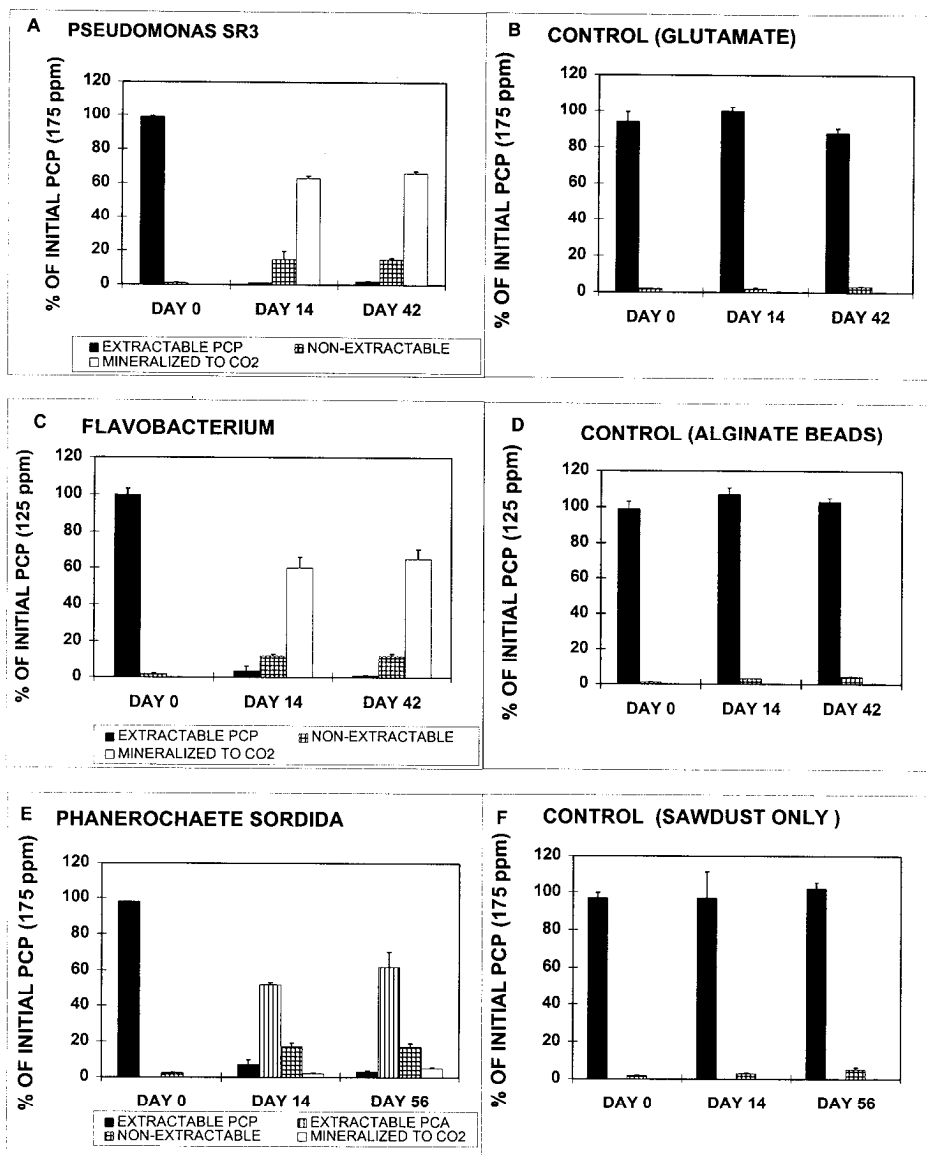 A PSEUDOMONAS SR3
% OF INITIAL PCP (175 ppm)
120
100
80
60
40
20
0
DAY 0 DAY 14 DAY 42
EXTRACTABLE PCP NON-EXTRACTABLE
MINERALIZED TO CO2
B CONTROL (GLUTAMATE)
% OF INITIAL PCP (175 ppm)
120
100
80
60
40
20
0
DAY 0 DAY 14 DAY 42
C FLAVOBACTERIUM
% OF INITIAL PCP (125 ppm)
120
100
80
60
40
20
0
DAY 0 DAY 14 DAY 42
EXTRACTABLE PCP NON-EXTRACTABLE
MINERALIZED TO CO2
D CONTROL (ALGINATE BEADS)
% OF INITIAL PCP (125 ppm)
120
100
80
60
40
20
0
DAY 0 DAY 14 DAY 42
E PHANEROCHAETE SORDIDA
% OF INITIAL PCP (175 ppm)
120
100
80
60
40
20
0
DAY 0 DAY 14 DAY 56
EXTRACTABLE PCP EXTRACTABLE PCA
NON-EXTRACTABLE MINERALIZED TO CO2
F CONTROL (SAWDUST ONLY )
% OF INITIAL PCP (175 ppm)
120
100
80
60
40
20
0
DAY 0 DAY 14 DAY 56